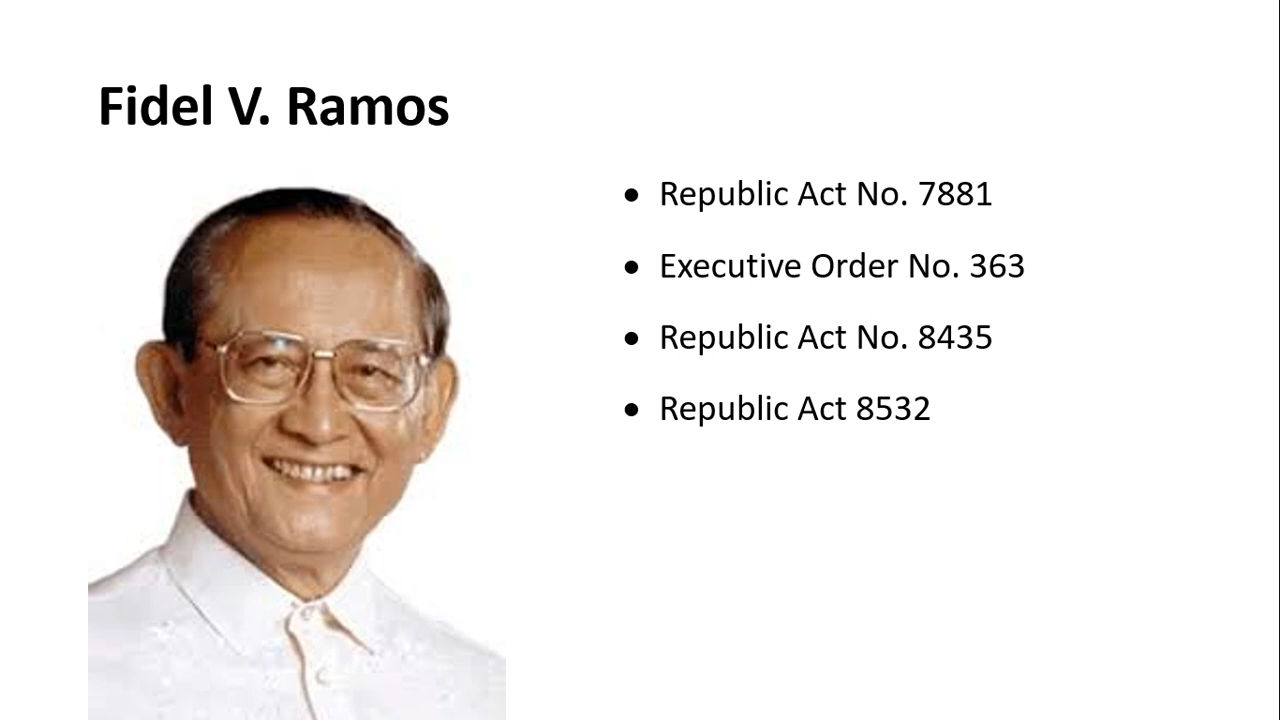 Fidel V. Ramos
• Republic Act No. 7881
• Executive Order No. 363
• Republic Act No. 8435
• Republic Act 8532